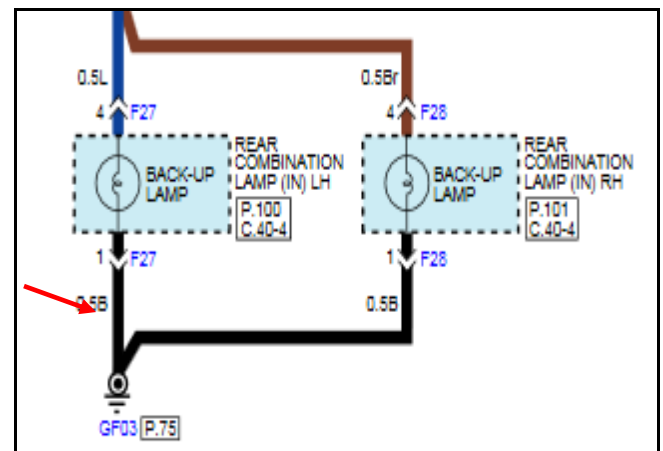 0.5L
0.5Br
4 F27
4 F28
BACK-UP
LAMP
REAR
COMBINATION
LAMP (IN) LH
P.100
C.40-4
BACK-UP
LAMP
REAR
COMBINATION
LAMP (IN) RH
P.101
C.40-4
1 F27
1 F28
0.5B
0.5B
GF03 P.75